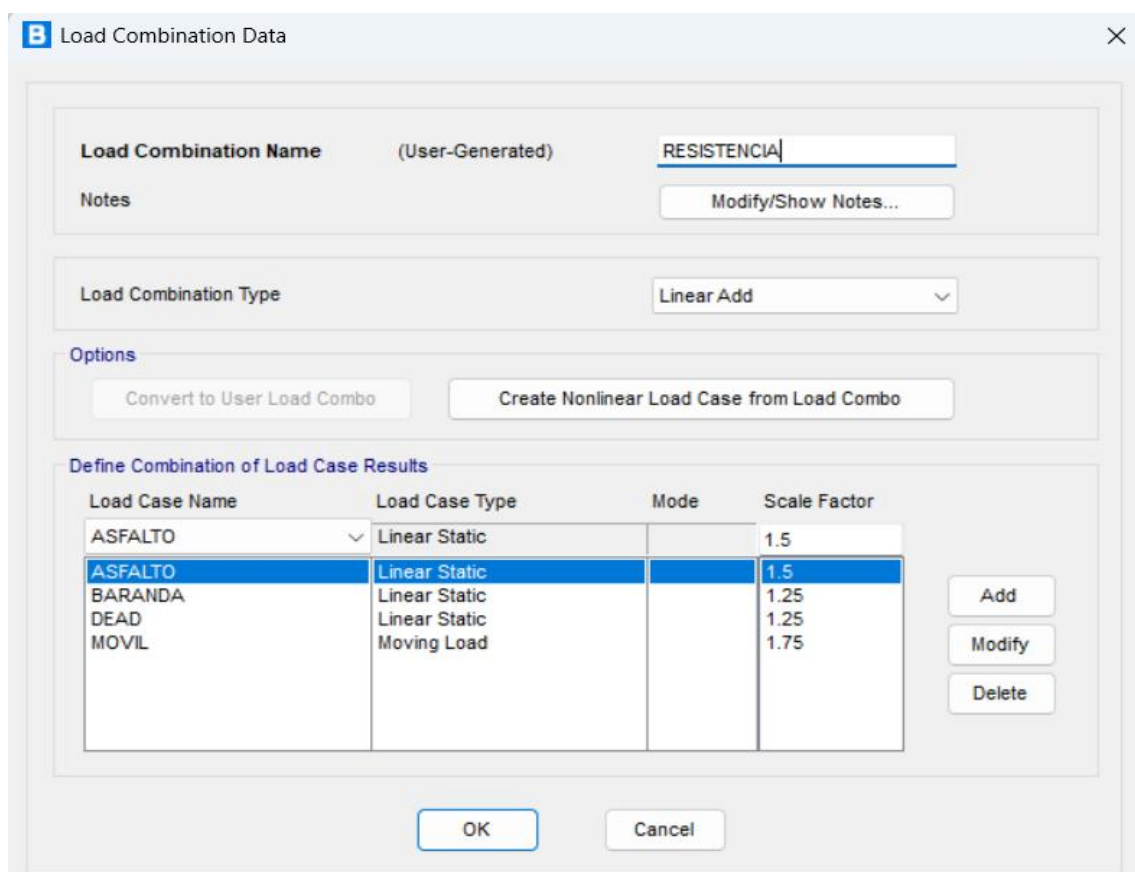 B Load Combination Data
Load Combination Name (User-Generated) RESISTENCIA
Notes Modify/Show Notes...
Load Combination Type Linear Add
Options
Convert to User Load Combo Create Nonlinear Load Case from Load Combo
Define Combination of Load Case Results
Load Case Name Load Case Type Mode Scale Factor
ASFALTO Linear Static 1.5
ASFALTO Linear Static 1.5
BARANDA Linear Static 1.25 Add
DEAD Linear Static 1.25
MOVIL Moving Load 1.75 Modify
Delete
OK Cancel